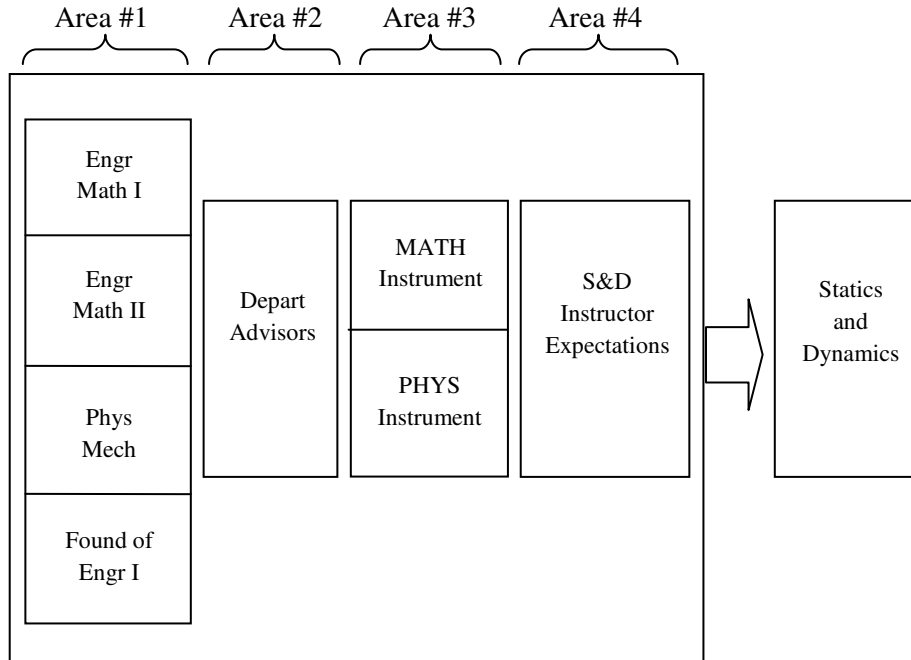 Area #1
Area #2
Area #3
Area #4
Engr
Math I
Engr
Math II
Phys
Mech
Found of
Engr I
Depart
Advisors
MATH
Instrument
PHYS
Instrument
S&D
Instructor
Expectations
Statics
and
Dynamics